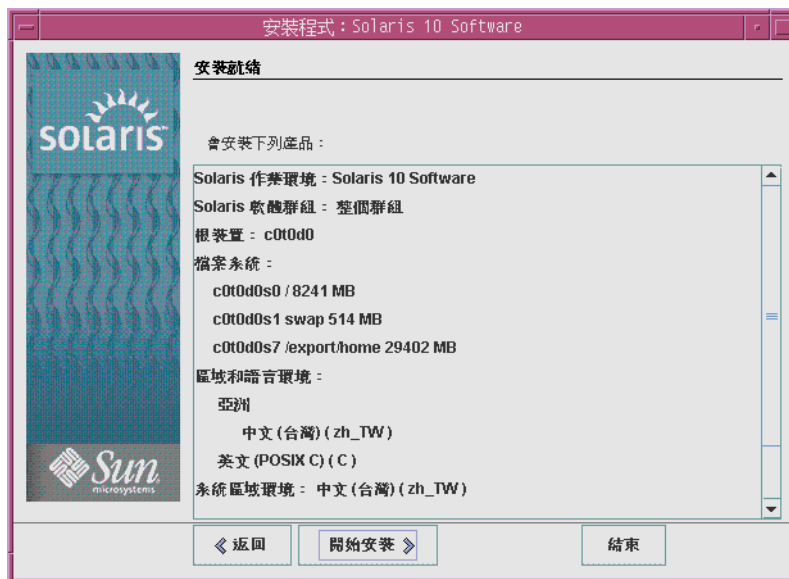 安裝程式：Solaris 10 Software
solaris™
安裝就緒
會安裝下列產品：
Solaris 作業環境：Solaris 10 Software
Solaris 軟體群組： 整個群組
根裝置： c0t0d0
檔案系統：
c0t0d0s0 / 8241 MB
c0t0d0s1 swap 514 MB
c0t0d0s7 /export/home 29402 MB
區域和語言環境：
亞洲
中文 (台灣) ( zh_TW )
英文 (POSIX C) ( C )
系統區域環境： 中文 (台灣) ( zh_TW )
Sun
microsystems
返回
開始安裝
結束